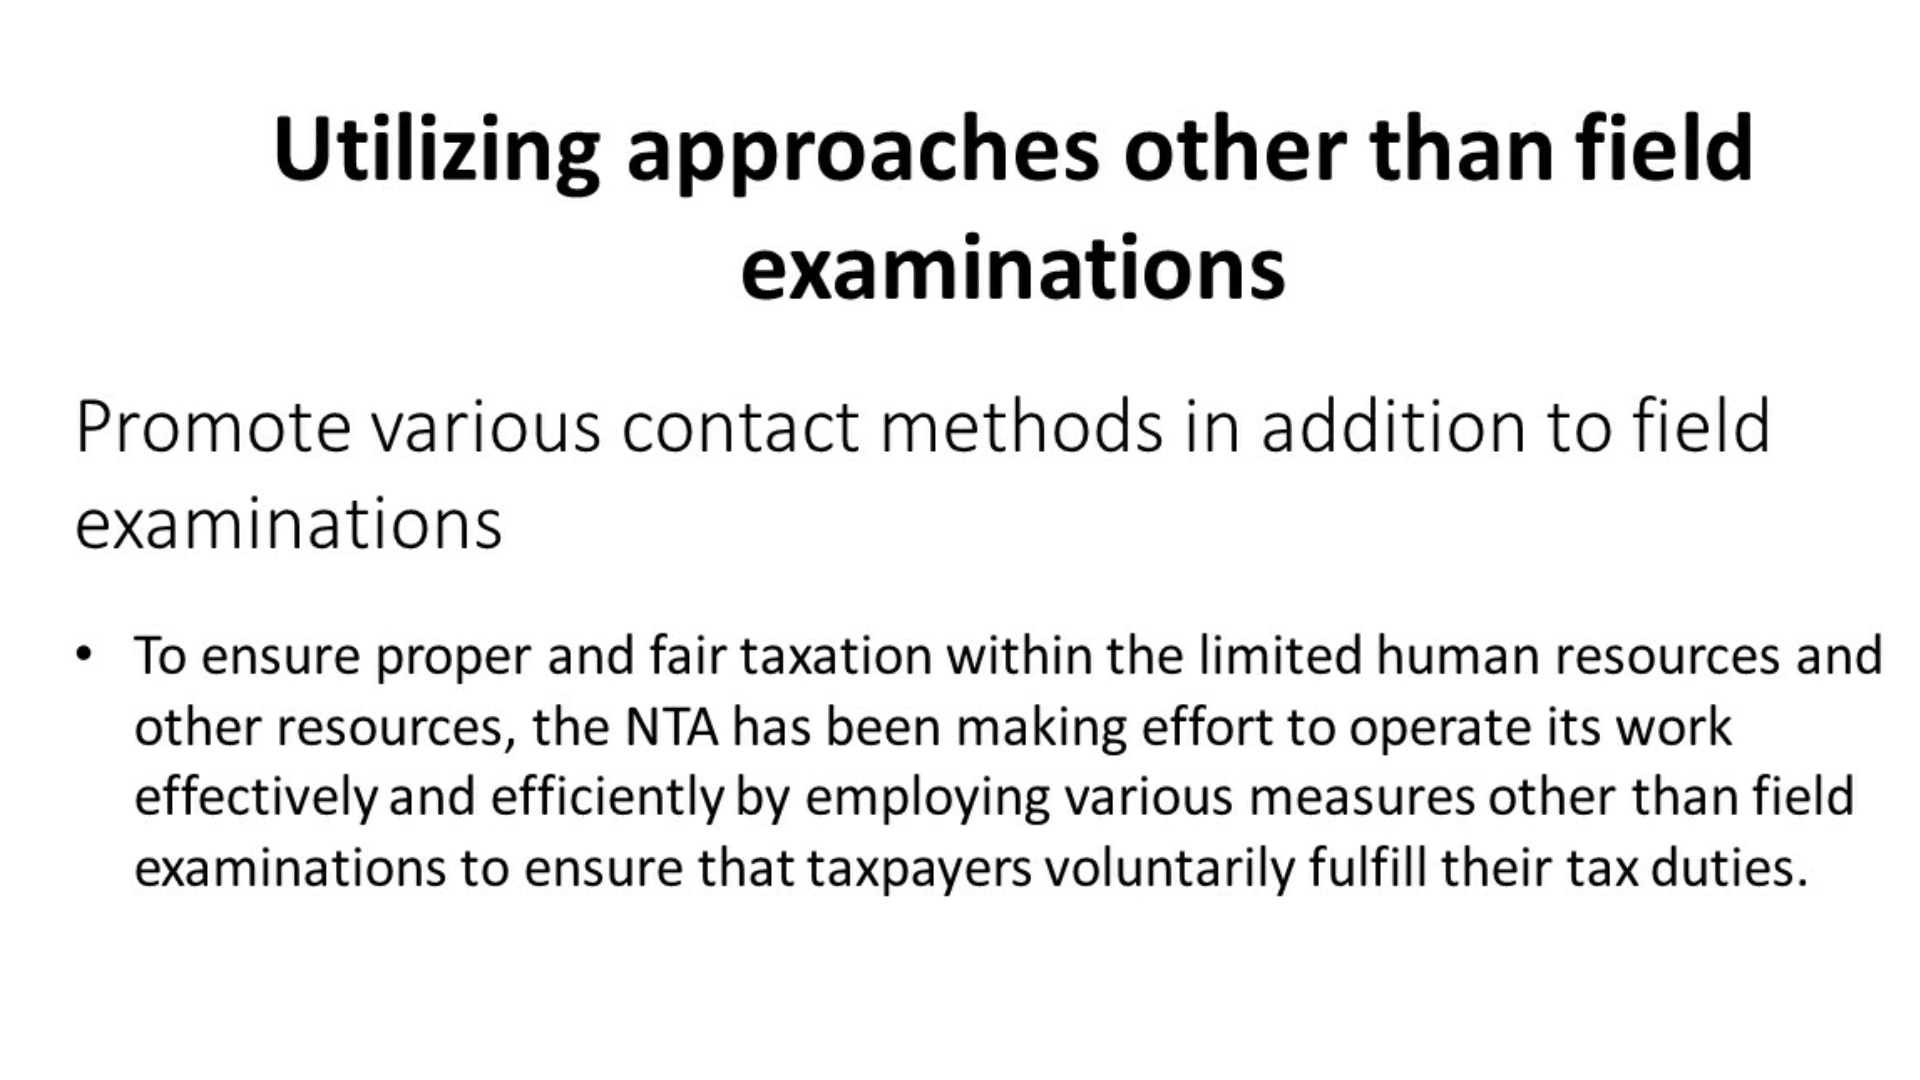 Utilizing approaches other than field
examinations
Promote various contact methods in addition to field
examinations
• To ensure proper and fair taxation within the limited human resources and
other resources, the NTA has been making effort to operate its work
effectively and efficiently by employing various measures other than field
examinations to ensure that taxpayers voluntarily fulfill their tax duties.